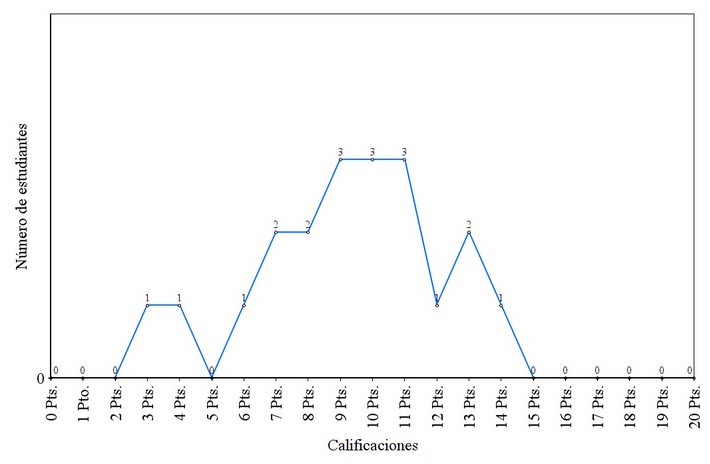 Número de estudiantes
3 3 3
2 2 2
1 1 1 1 1
0 0 0 0 0 0 0 0 0 0
0
0 Pts. 1 Pto. 2 Pts. 3 Pts. 4 Pts. 5 Pts. 6 Pts. 7 Pts. 8 Pts. 9 Pts. 10 Pts. 11 Pts. 12 Pts. 13 Pts. 14 Pts. 15 Pts. 16 Pts. 17 Pts. 18 Pts. 19 Pts. 20 Pts.
Calificaciones